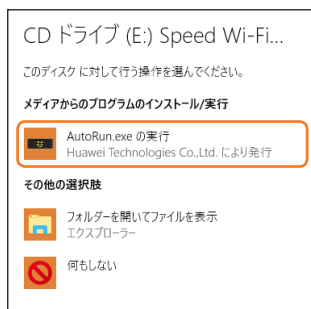 CD ドライブ (E:) Speed Wi-Fi...
このディスク に対して行う操作を選んでください。
メディアからのプログラムのインストール/実行
AutoRun.exe の実行
Huawei Technologies Co.,Ltd. により発行
その他の選択肢
フォルダーを開いてファイルを表示
エクスプローラー
何もしない